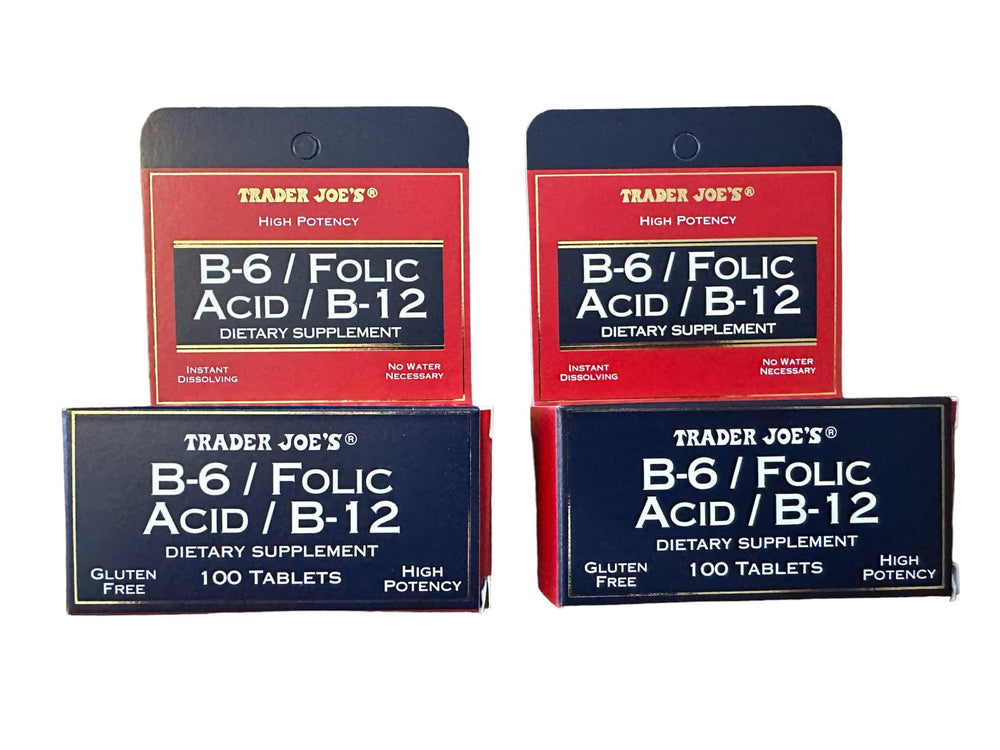 TRADER JOE'S®
HIGH POTENCY
B-6 / FOLIC
ACID / B-12
DIETARY SUPPLEMENT
INSTANT
DISSOLVING
NO WATER
NECESSARY
TRADER JOE'S®
B-6 / FOLIC
ACID / B-12
DIETARY SUPPLEMENT
GLUTEN
FREE
100 TABLETS
HIGH
POTENCY
TRADER JOE'S®
HIGH POTENCY
B-6 / FOLIC
ACID / B-12
DIETARY SUPPLEMENT
INSTANT
DISSOLVING
NO WATER
NECESSARY
TRADER JOE'S®
B-6 / FOLIC
ACID / B-12
DIETARY SUPPLEMENT
GLUTEN
FREE
100 TABLETS
HIGH
POTENCY